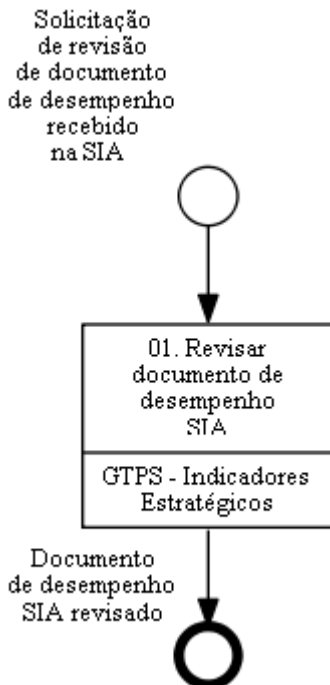 Solicitação
de revisão
de documento
de desempenho
recebido
na SIA
01. Revisar
documento de
desempenho
SIA
GTPS - Indicadores
Estratégicos
Documento
de desempenho
SIA revisado